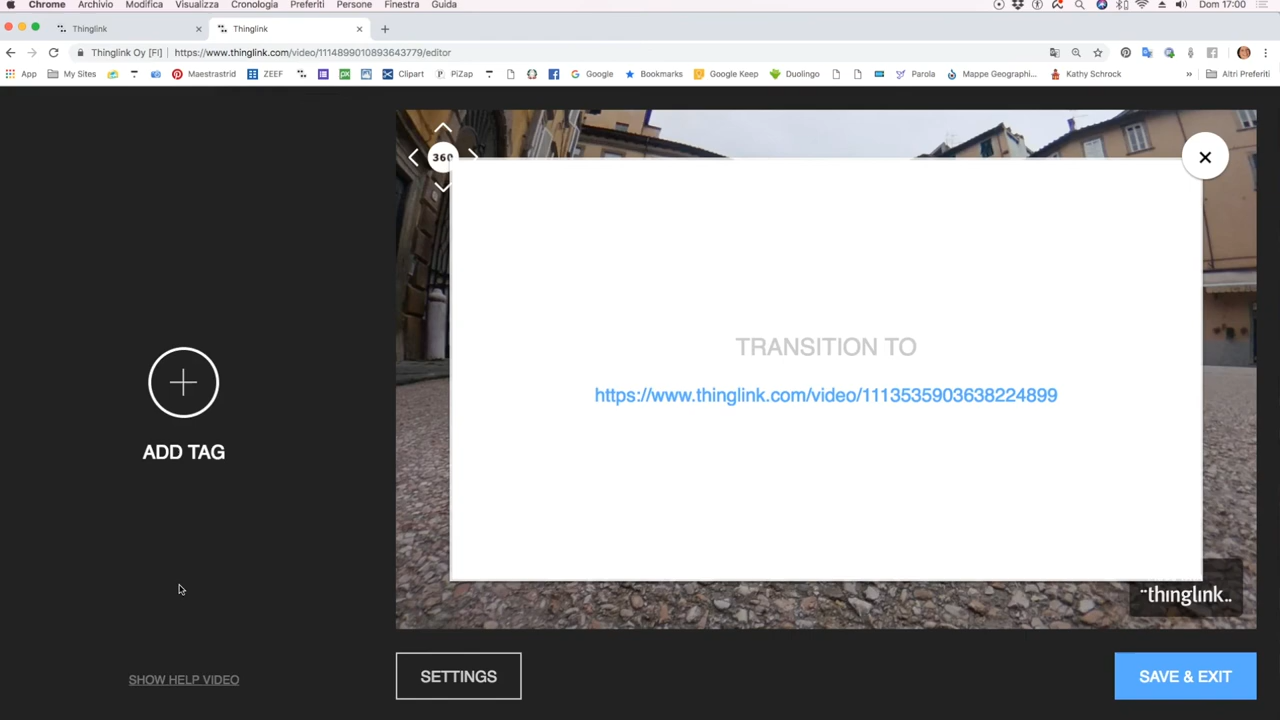 Chrome Archivio Modifica Visualizza Cronologia Preferiti Persone Finestra Guida Dom 17:00
Thinglink Thinglink
Thinglink Oy [FI] https://www.thinglink.com/video/1114899010893643779/editor
App My Sites Maestrastrid ZEEF Clipart PiZap Google Bookmarks Google Keep Duolingo Parola Mappe Geographi... Kathy Schrock » Altri Preferiti
360
TRANSITION TO
https://www.thinglink.com/video/1113535903638224899
ADD TAG
¨thinglink..
SHOW HELP VIDEO
SETTINGS
SAVE & EXIT